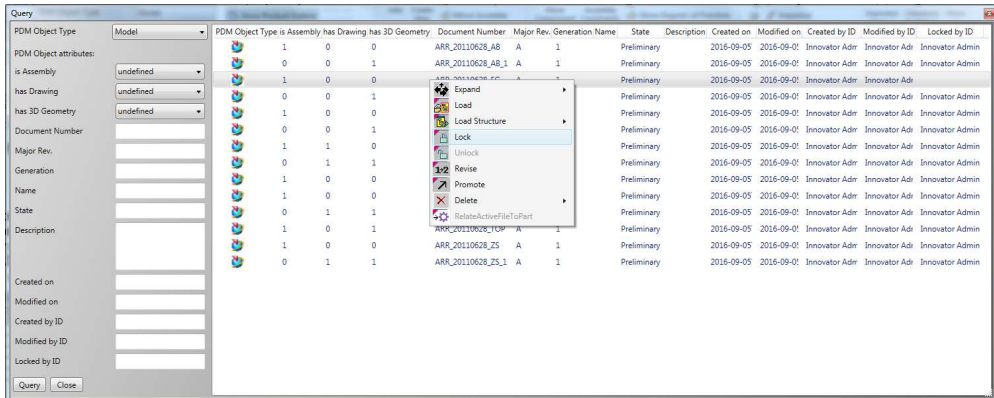 Query
PDM Object Type Model
PDM Object attributes:
is Assembly undefined
has Drawing undefined
has 3D Geometry undefined
Document Number
Major Rev.
Generation
Name
State
Description
Created on
Modified on
Created by ID
Modified by ID
Locked by ID
Query Close
PDM Object Type is Assembly has Drawing has 3D Geometry Document Number Major Rev. Generation Name State Description Created on Modified on Created by ID Modified by ID Locked by ID
1 0 0 ARR_20110628_AB A 1 Preliminary 2016-09-05 2016-09-0 Innovator Adr Innovator Adr Innovator Admin
0 0 1 ARR_20110628_AB_1 A 1 Preliminary 2016-09-05 2016-09-0 Innovator Adr Innovator Adr Innovator Admin
1 0 0 Preliminary 2016-09-05 2016-09-0 Innovator Adr Innovator Adr
0 0 1 Preliminary 2016-09-05 2016-09-0 Innovator Adr Innovator Adr Innovator Admin
1 0 0 Preliminary 2016-09-05 2016-09-0 Innovator Adr Innovator Adr Innovator Admin
0 0 1 Preliminary 2016-09-05 2016-09-0 Innovator Adr Innovator Adr Innovator Admin
1 1 0 Preliminary 2016-09-05 2016-09-0 Innovator Adr Innovator Adr Innovator Admin
0 1 1 Preliminary 2016-09-05 2016-09-0 Innovator Adr Innovator Adr Innovator Admin
1 0 0 Preliminary 2016-09-05 2016-09-0 Innovator Adr Innovator Adr Innovator Admin
1 0 0 Preliminary 2016-09-05 2016-09-0 Innovator Adr Innovator Adr Innovator Admin
0 1 1 Preliminary 2016-09-05 2016-09-0 Innovator Adr Innovator Adr Innovator Admin
1 1 0 ARR_20110628_TOP A 1 Preliminary 2016-09-05 2016-09-0 Innovator Adr Innovator Adr Innovator Admin
1 0 0 ARR_20110628_ZS A 1 Preliminary 2016-09-05 2016-09-0 Innovator Adr Innovator Adr Innovator Admin
0 1 1 ARR_20110628_ZS_1 A 1 Preliminary 2016-09-05 2016-09-0 Innovator Adr Innovator Adr Innovator Admin
Expand
Load
Load Structure
Lock
Unlock
1›2 Revise
Promote
Delete
RelateActiveFileToPart